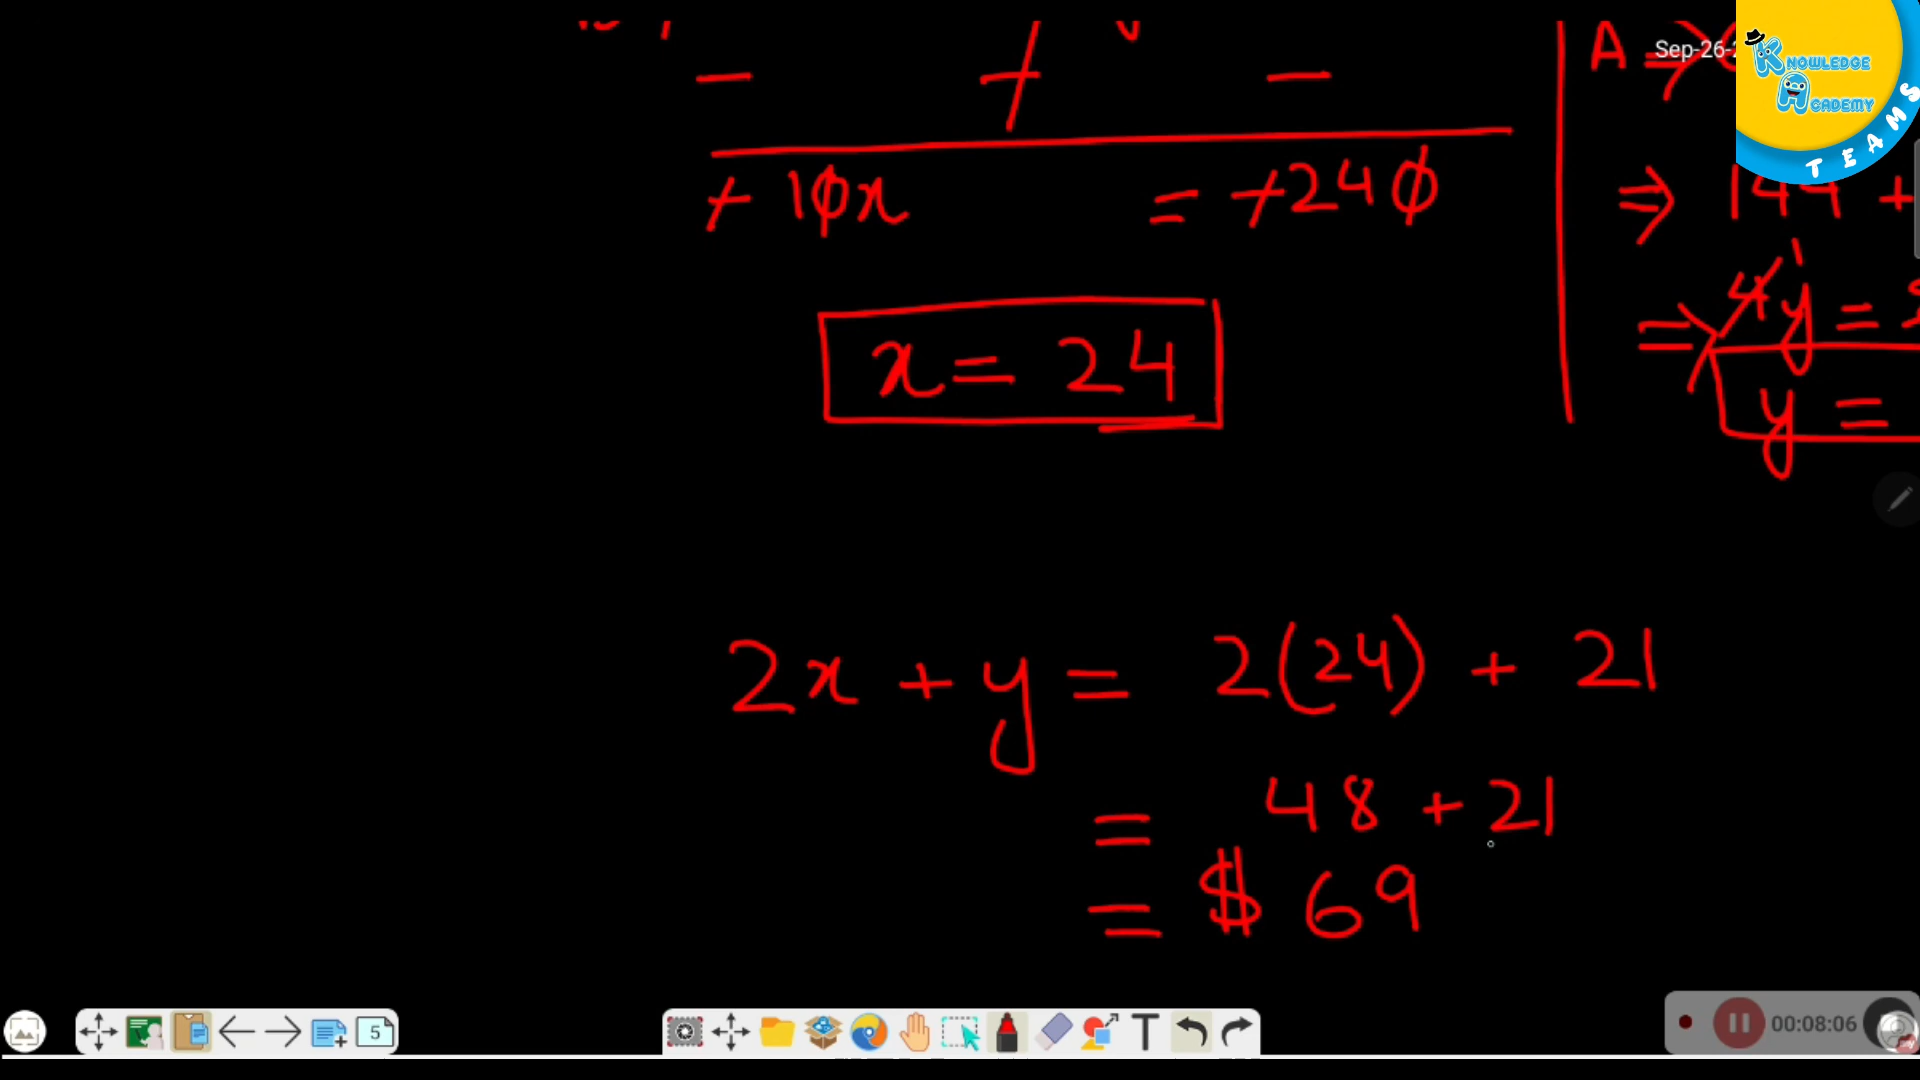 − + −
+ 10x = +240
x = 24
2x + y = 2(24) + 21
= 48 + 21
= $ 69
A ⇒
⇒ 144 +
⇒ 4y =
y =
Sep-26-2
KNOWLEDGE
ACADEMY
TEAMS
5
T
00:08:06